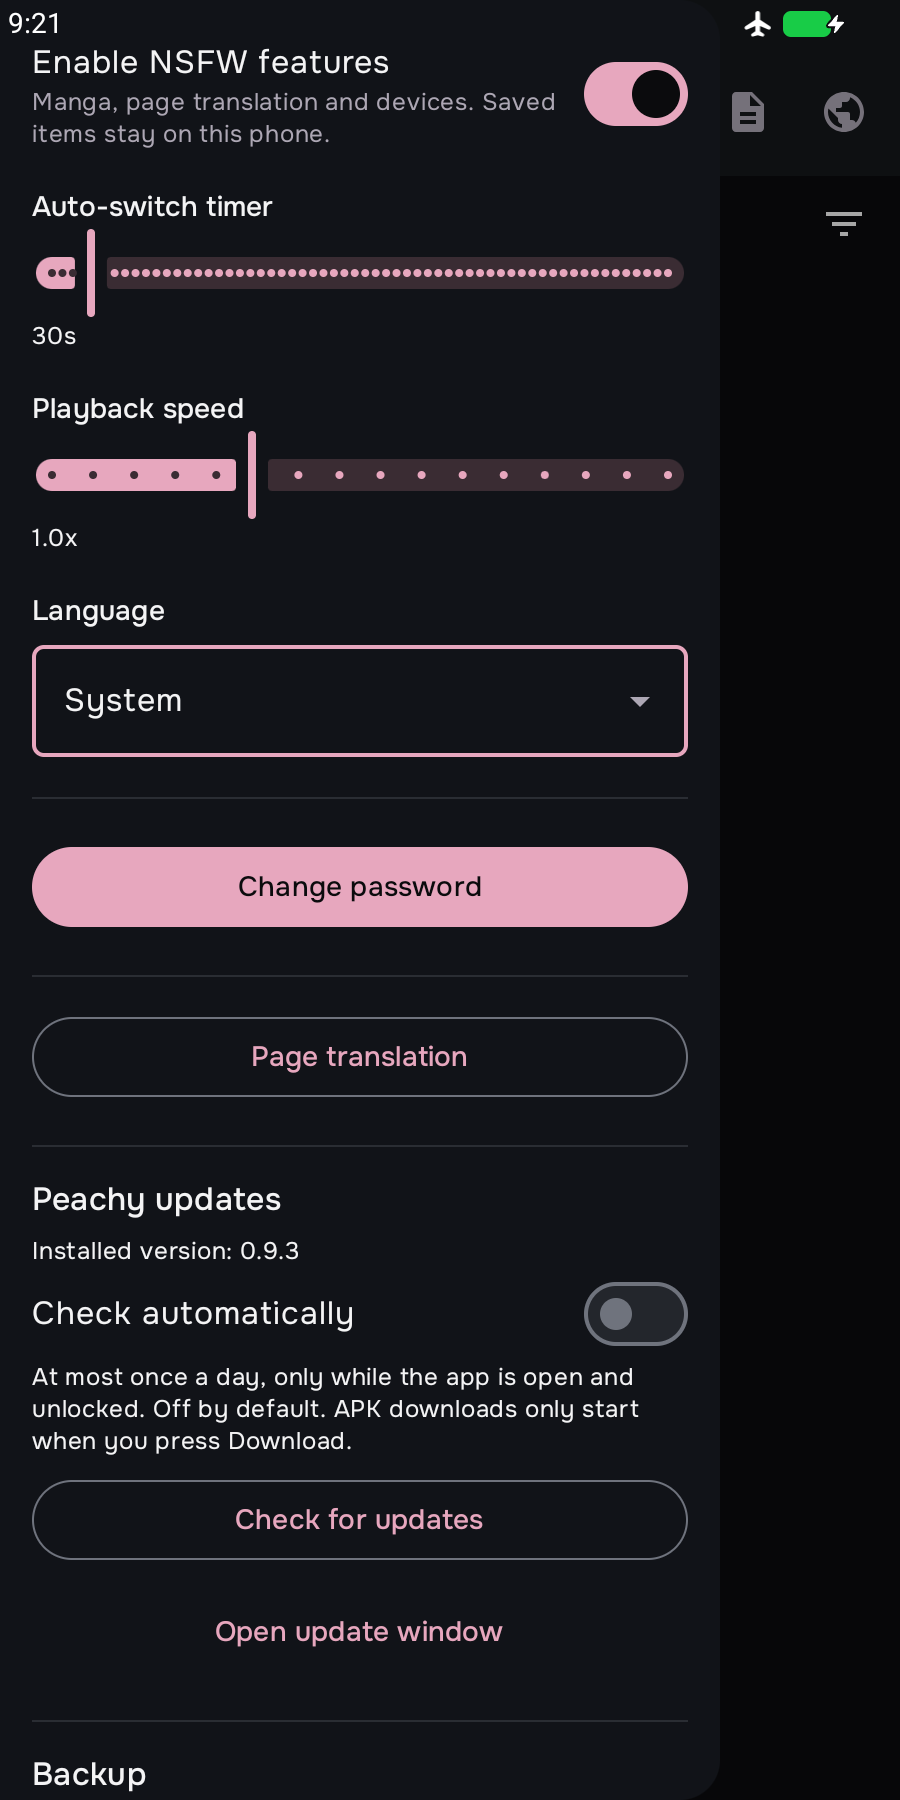 9:21
Enable NSFW features
Manga, page translation and devices. Saved
items stay on this phone.
Auto-switch timer
30s
Playback speed
1.0x
Language
System
Change password
Page translation
Peachy updates
Installed version: 0.9.3
Check automatically
At most once a day, only while the app is open and
unlocked. Off by default. APK downloads only start
when you press Download.
Check for updates
Open update window
Backup